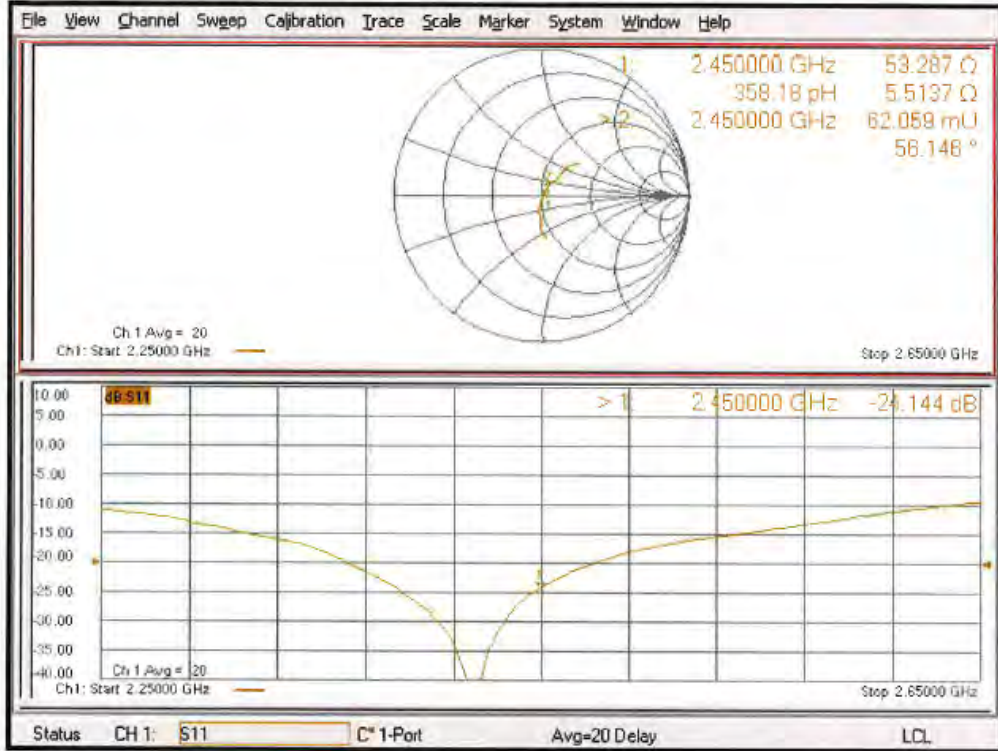 File View Channel Sweep Calibration Trace Scale Marker System Window Help
1: 2.450000 GHz 53.287 Ω
358.18 pH 5.5137 Ω
> 2: 2.450000 GHz 62.059 mU
56.146 °
Ch 1 Avg = 20
Ch1: Start 2.25000 GHz Stop 2.65000 GHz
10.00 dB S11 > 1: 2.450000 GHz -24.144 dB
5.00
0.00
-5.00
-10.00
-15.00
-20.00
-25.00
1
-30.00
-35.00
-40.00 Ch 1 Avg = 20
Ch1: Start 2.25000 GHz Stop 2.65000 GHz
Status CH 1: S11 C* 1-Port Avg=20 Delay LCL